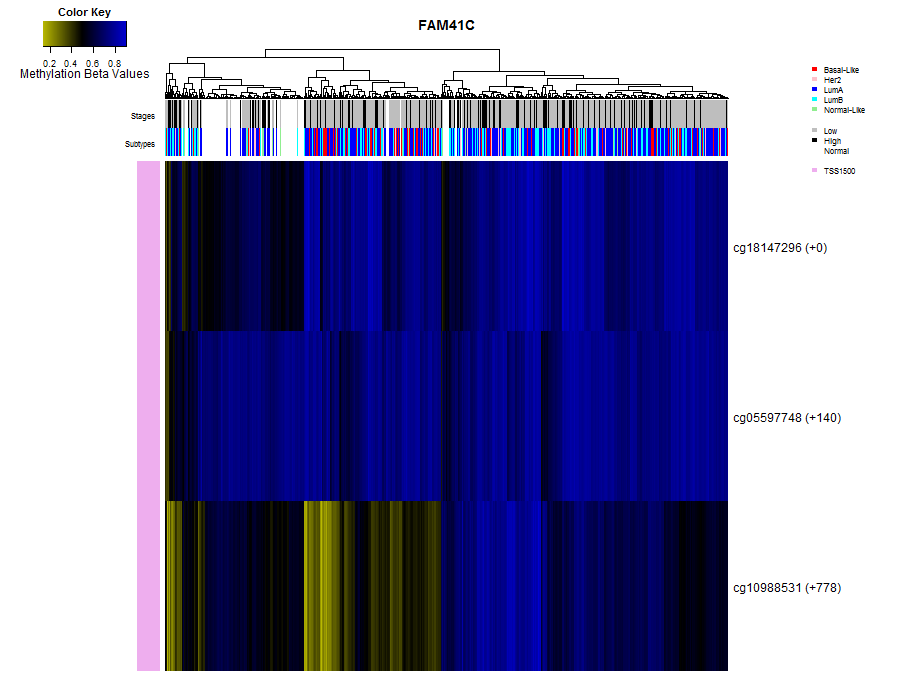 Color Key
0.2 0.4 0.6 0.8
Methylation Beta Values
FAM41C
Stages
Subtypes
Basal-Like
Her2
LumA
LumB
Normal-Like
Low
High
Normal
TSS1500
cg18147296 (+0)
cg05597748 (+140)
cg10988531 (+778)